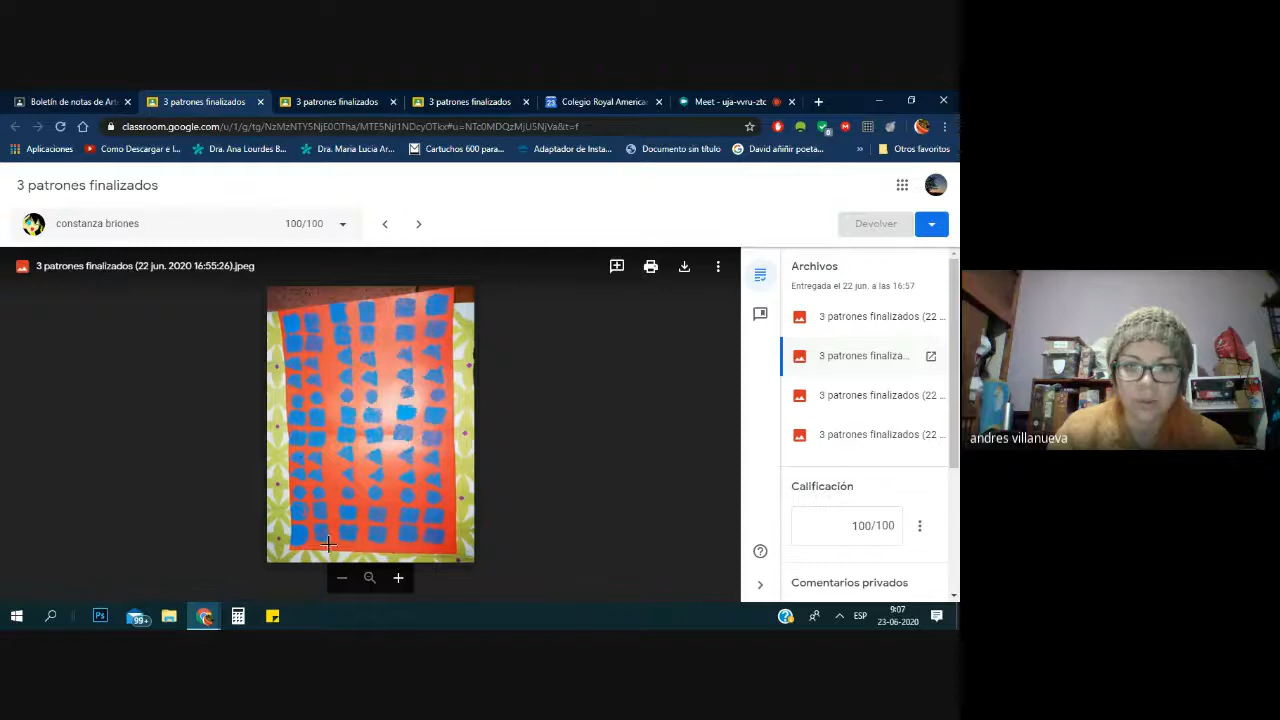 Boletín de notas de Art
3 patrones finalizados
3 patrones finalizados
3 patrones finalizados
23
Colegio Royal America
Meet - uja-vvru-ztc
Aplicaciones
Como Descargar e I...
Dra. Ana Lourdes B...
Dra. Maria Lucia Ar...
Cartuchos 600 para...
Adaptador de Insta...
Documento sin título
David añiñir poeta...
»
Otros favoritos
3 patrones finalizados
constanza briones
100/100
Devolver
3 patrones finalizados (22 jun. 2020 16:55:26).jpeg
Archivos
Entregada el 22 jun. a las 16:57
3 patrones finalizados (22 ...
3 patrones finaliza...
3 patrones finalizados (22 ...
3 patrones finalizados (22 ...
Calificación
100/100
Comentarios privados
andres villanueva
Ps
99+
ESP
9:07
23-06-2020